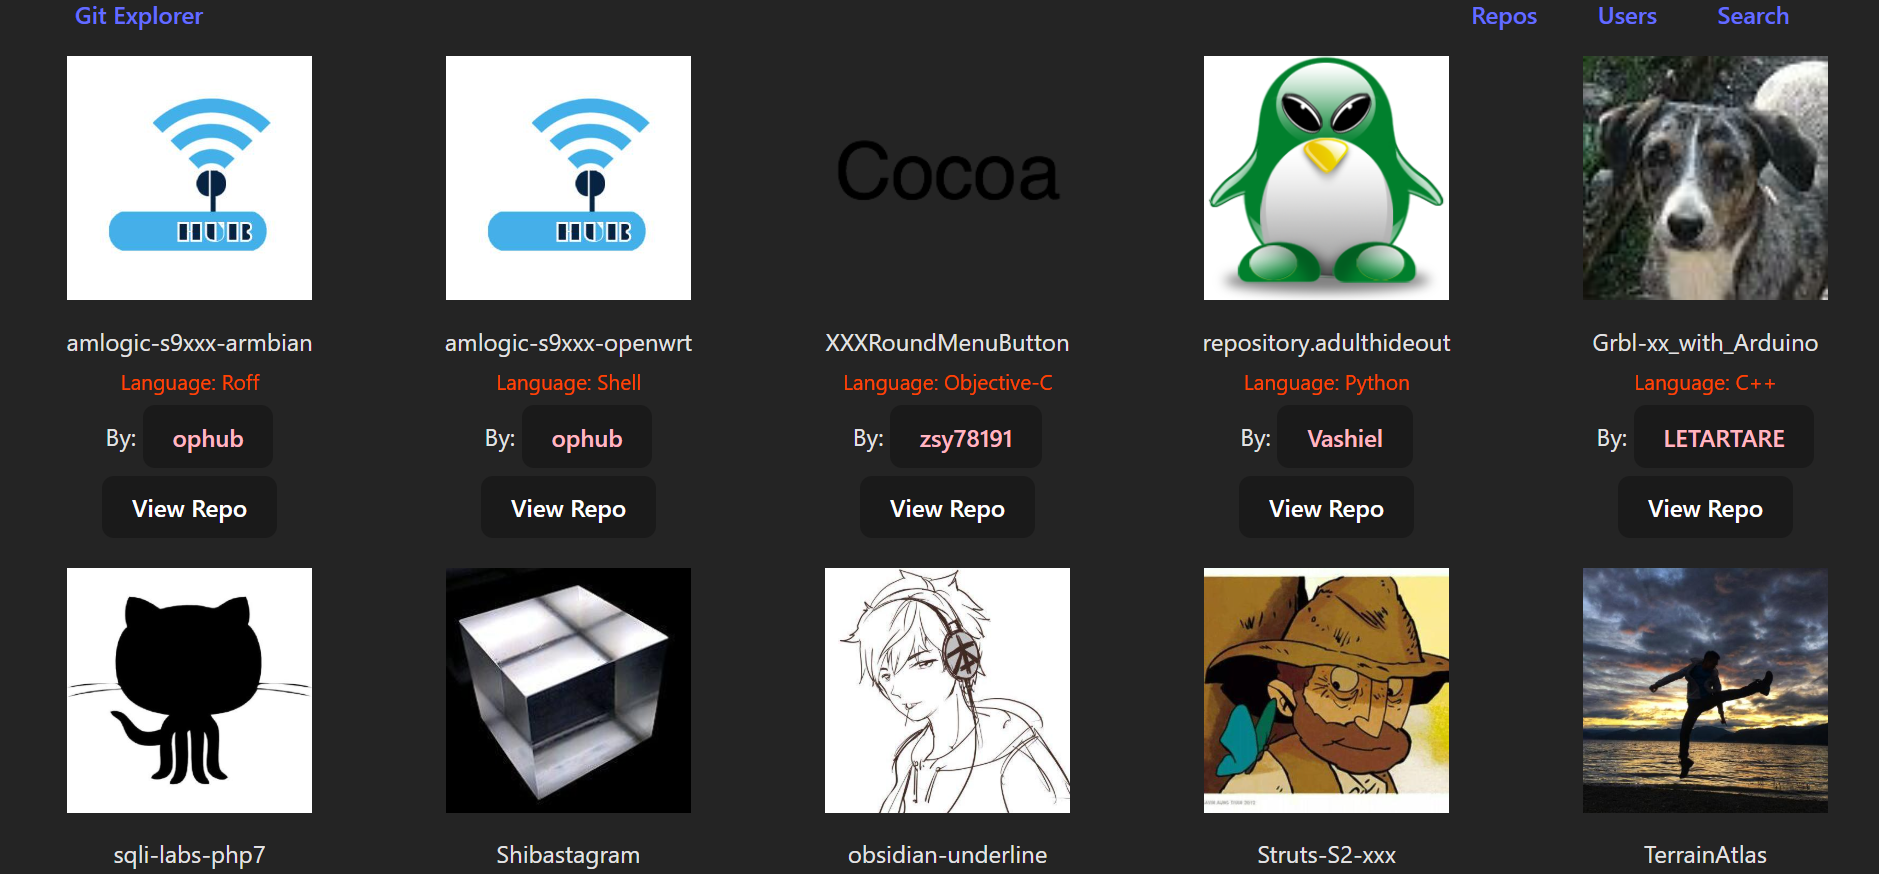 Git Explorer Repos Users Search
HUB HUB Cocoa
amlogic-s9xxx-armbian amlogic-s9xxx-openwrt XXXRoundMenuButton repository.adulthideout Grbl-xx_with_Arduino
Language: Roff Language: Shell Language: Objective-C Language: Python Language: C++
By: ophub By: ophub By: zsy78191 By: Vashiel By: LETARTARE
View Repo View Repo View Repo View Repo View Repo
sqli-labs-php7 Shibastagram obsidian-underline Struts-S2-xxx TerrainAtlas